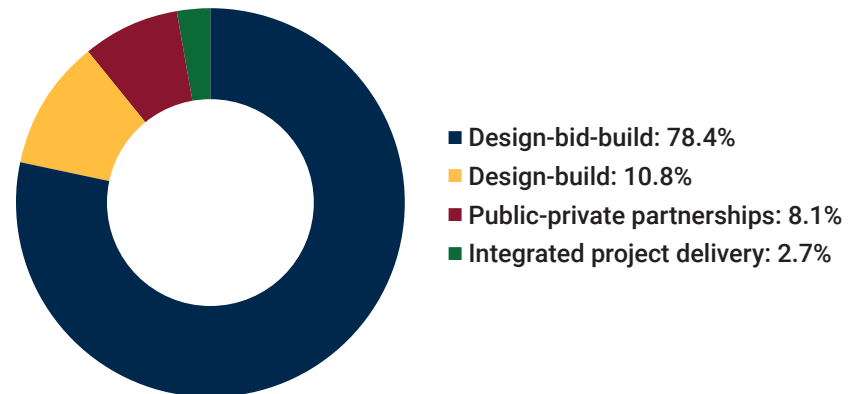 Design-bid-build: 78.4%
Design-build: 10.8%
Public-private partnerships: 8.1%
Integrated project delivery: 2.7%